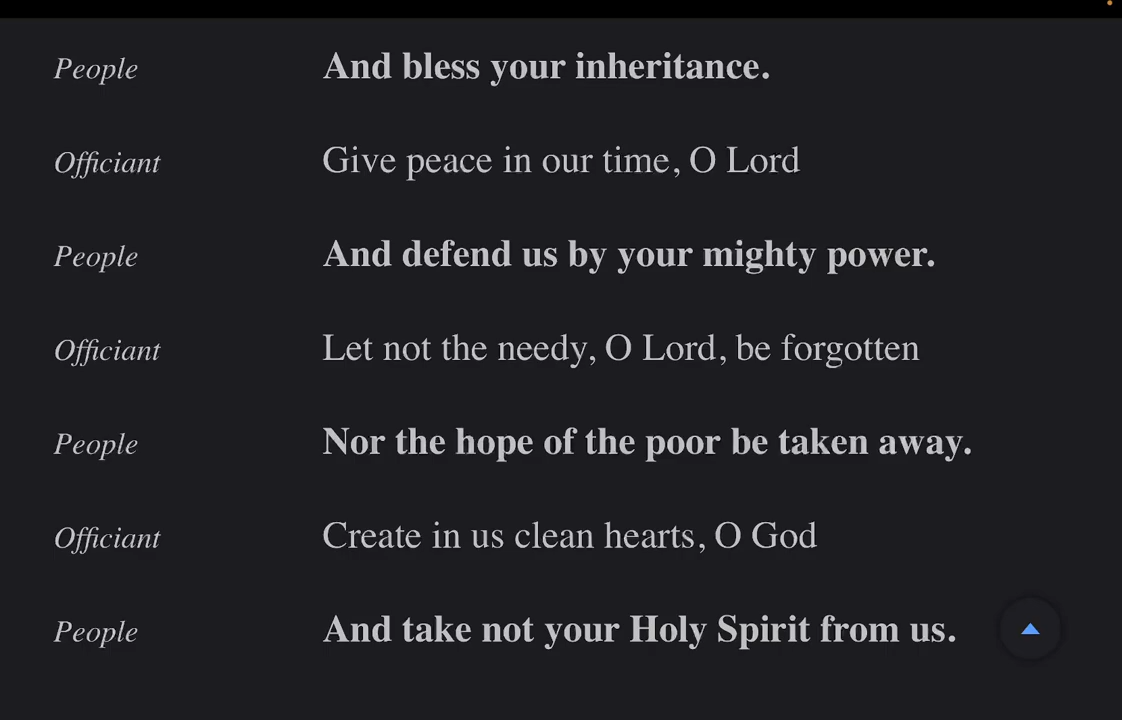 People And bless your inheritance.
Officiant Give peace in our time, O Lord
People And defend us by your mighty power.
Officiant Let not the needy, O Lord, be forgotten
People Nor the hope of the poor be taken away.
Officiant Create in us clean hearts, O God
People And take not your Holy Spirit from us.